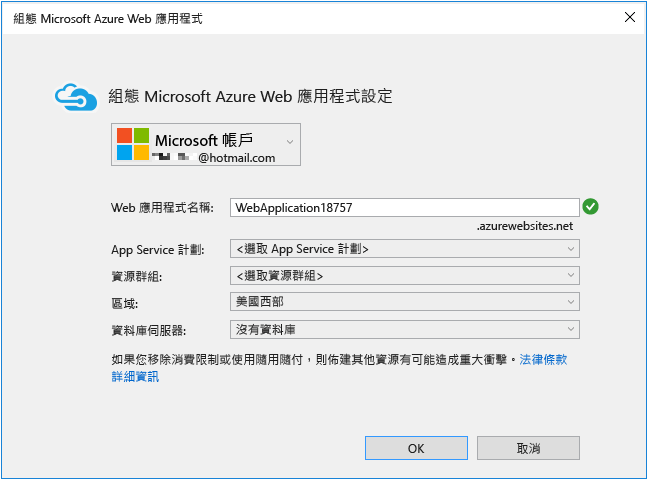 組態 Microsoft Azure Web 應用程式
組態 Microsoft Azure Web 應用程式設定
Microsoft 帳戶
@hotmail.com
Web 應用程式名稱: WebApplication18757
.azurewebsites.net
App Service 計劃: <選取 App Service 計劃>
資源群組: <選取資源群組>
區域: 美國西部
資料庫伺服器: 沒有資料庫
如果您移除消費限制或使用隨用隨付，則佈建其他資源有可能造成重大衝擊。法律條款
詳細資訊
OK 取消